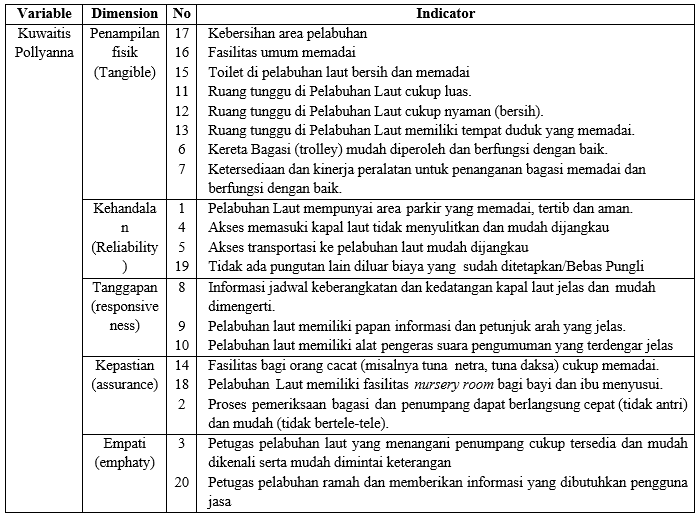 Variable Dimension No Indicator
Kuwaitis Penampilan 17 Kebersihan area pelabuhan
Pollyanna fisik 16 Fasilitas umum memadai
(Tangible) 15 Toilet di pelabuhan laut bersih dan memadai
11 Ruang tunggu di Pelabuhan Laut cukup luas.
12 Ruang tunggu di Pelabuhan Laut cukup nyaman (bersih).
13 Ruang tunggu di Pelabuhan Laut memiliki tempat duduk yang memadai.
6 Kereta Bagasi (trolley) mudah diperoleh dan berfungsi dengan baik.
7 Ketersediaan dan kinerja peralatan untuk penanganan bagasi memadai dan
berfungsi dengan baik.
Kehandala 1 Pelabuhan Laut mempunyai area parkir yang memadai, tertib dan aman.
n 4 Akses memasuki kapal laut tidak menyulitkan dan mudah dijangkau
(Reliability 5 Akses transportasi ke pelabuhan laut mudah dijangkau
) 19 Tidak ada pungutan lain diluar biaya yang sudah ditetapkan/Bebas Pungli
Tanggapan 8 Informasi jadwal keberangkatan dan kedatangan kapal laut jelas dan mudah
(responsive dimengerti.
ness) 9 Pelabuhan laut memiliki papan informasi dan petunjuk arah yang jelas.
10 Pelabuhan laut memiliki alat pengeras suara pengumuman yang terdengar jelas
Kepastian 14 Fasilitas bagi orang cacat (misalnya tuna netra, tuna daksa) cukup memadai.
(assurance) 18 Pelabuhan Laut memiliki fasilitas nursery room bagi bayi dan ibu menyusui.
2 Proses pemeriksaan bagasi dan penumpang dapat berlangsung cepat (tidak antri)
dan mudah (tidak bertele-tele).
Empati 3 Petugas pelabuhan laut yang menangani penumpang cukup tersedia dan mudah
(emphaty) dikenali serta mudah dimintai keterangan
20 Petugas pelabuhan ramah dan memberikan informasi yang dibutuhkan pengguna
jasa